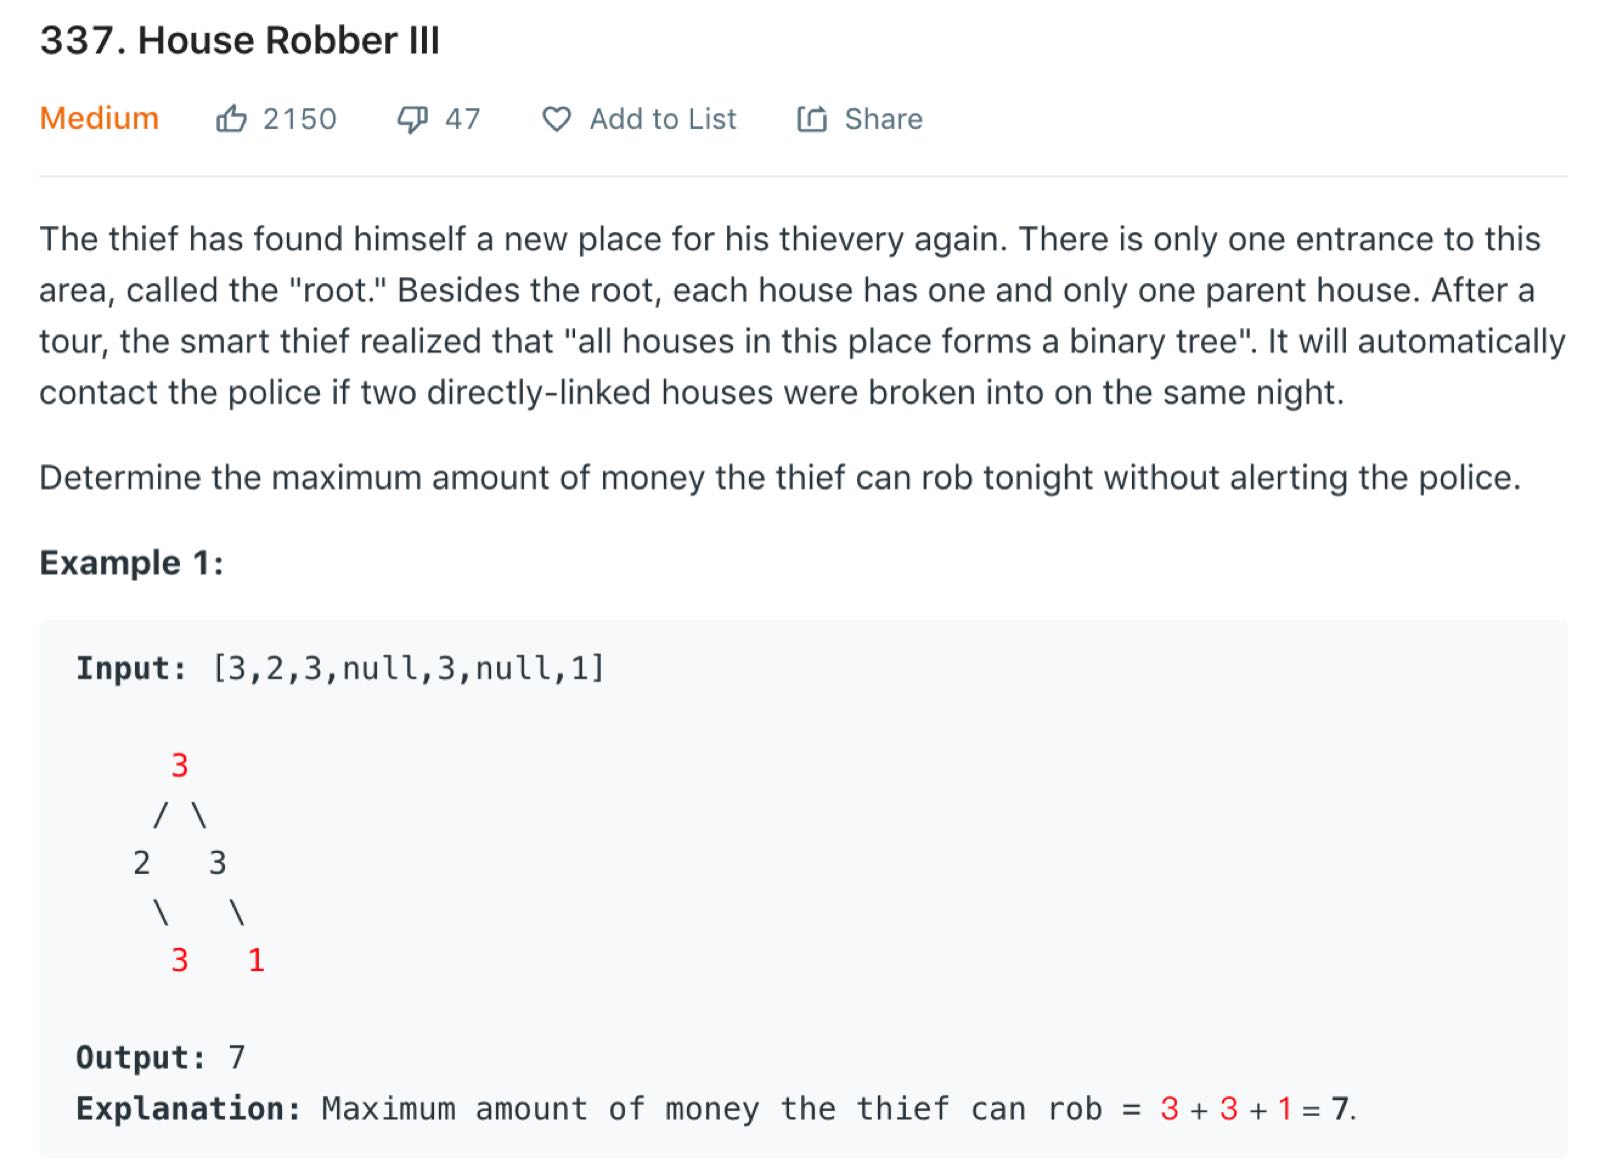 337. House Robber III
Medium 2150 47 Add to List Share
The thief has found himself a new place for his thievery again. There is only one entrance to this
area, called the "root." Besides the root, each house has one and only one parent house. After a
tour, the smart thief realized that "all houses in this place forms a binary tree". It will automatically
contact the police if two directly-linked houses were broken into on the same night.
Determine the maximum amount of money the thief can rob tonight without alerting the police.
Example 1:
Input: [3,2,3,null,3,null,1]
3
/ \
2 3
\ \
3 1
Output: 7
Explanation: Maximum amount of money the thief can rob = 3 + 3 + 1 = 7.